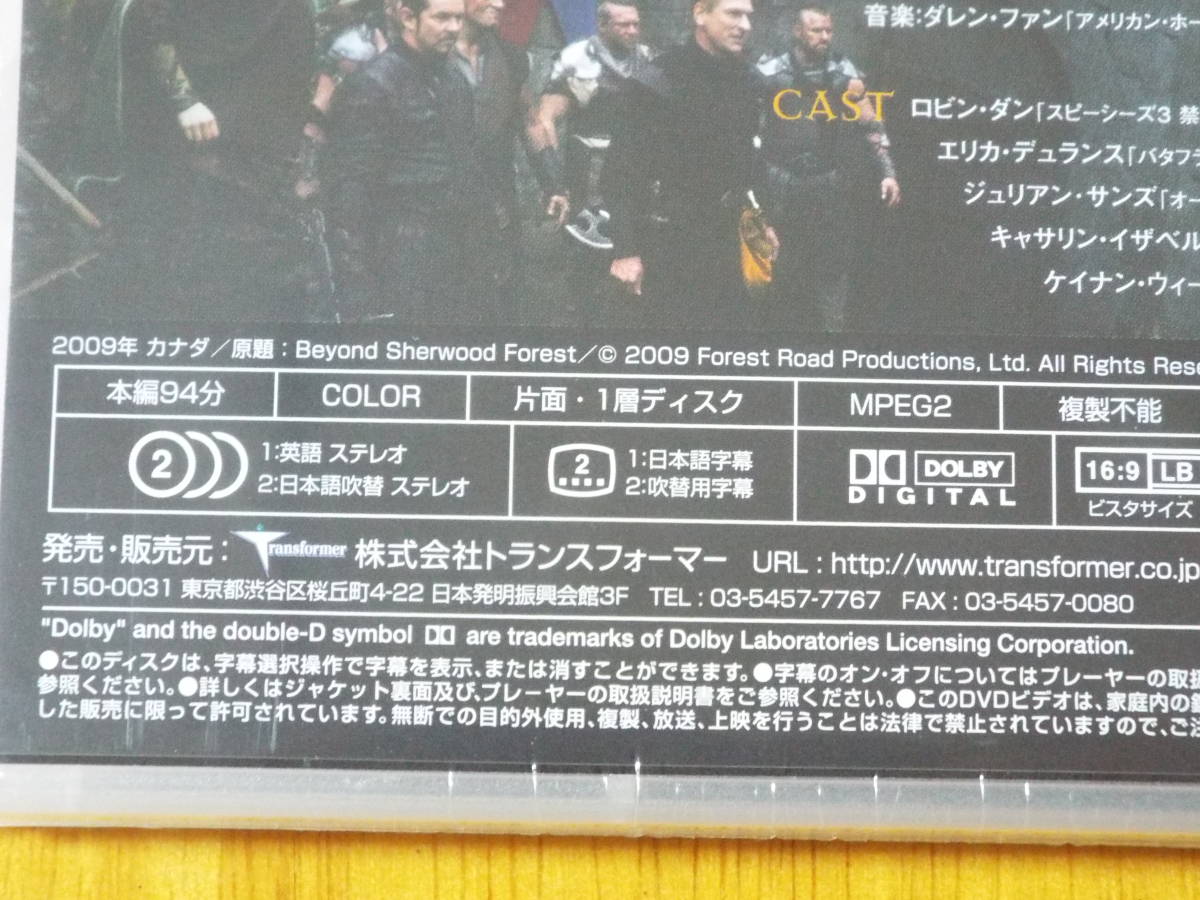 音楽:ダレン・ファン「アメリカン・ホー
CAST ロビン・ダン「スピーシーズ3 禁
エリカ・デュランス「バタフラ
ジュリアン・サンズ「オー
キャサリン・イザベル
ケイナン・ウィー
2009年 カナダ/原題:Beyond Sherwood Forest/© 2009 Forest Road Productions, Ltd. All Rights Rese
本編94分 COLOR 片面・1層ディスク MPEG2 複製不能
2 1:英語 ステレオ
2:日本語吹替 ステレオ
2 1:日本語字幕
2:吹替用字幕
DOLBY
DIGITAL
16:9 LB
ビスタサイズ
発売・販売元: Transformer 株式会社トランスフォーマー URL:http://www.transformer.co.jp
〒150-0031 東京都渋谷区桜丘町4-22 日本発明振興会館3F TEL:03-5457-7767 FAX:03-5457-0080
"Dolby" and the double-D symbol are trademarks of Dolby Laboratories Licensing Corporation.
●このディスクは、字幕選択操作で字幕を表示、または消すことができます。●字幕のオン・オフについてはプレーヤーの取扱
参照ください。●詳しくはジャケット裏面及び、プレーヤーの取扱説明書をご参照ください。●このDVDビデオは、家庭内の
した販売に限って許可されています。無断での目的外使用、複製、放送、上映を行うことは法律で禁止されていますので、ご注